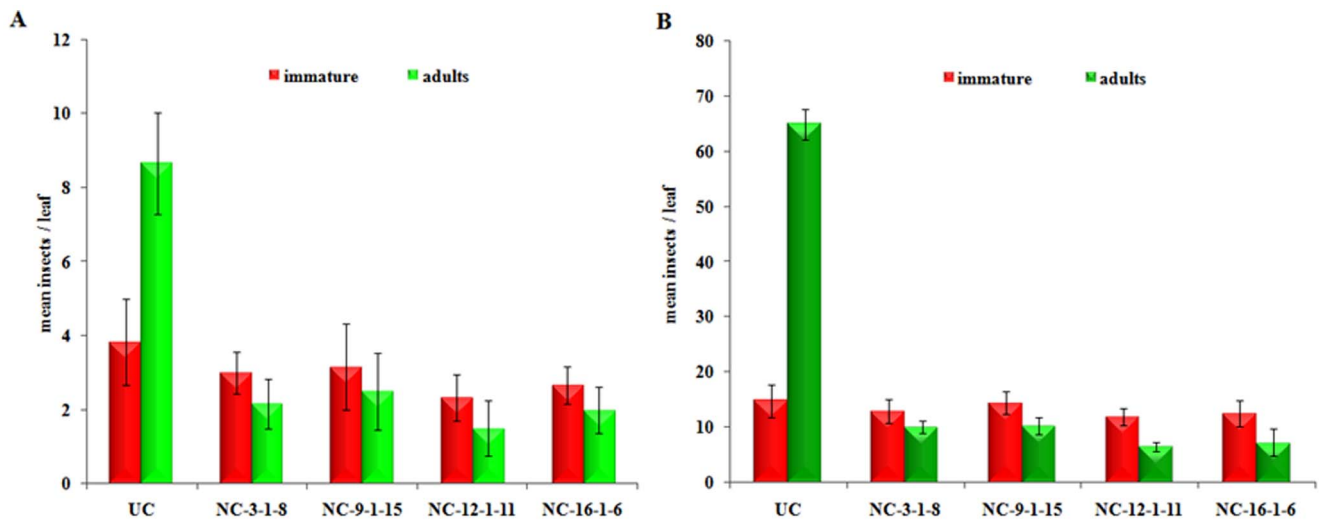 A
12
10
8
6
4
2
0
mean insects / leaf
immature adults
UC NC-3-1-8 NC-9-1-15 NC-12-1-11 NC-16-1-6
B
80
70
60
50
40
30
20
10
0
mean insects / leaf
immature adults
UC NC-3-1-8 NC-9-1-15 NC-12-1-11 NC-16-1-6